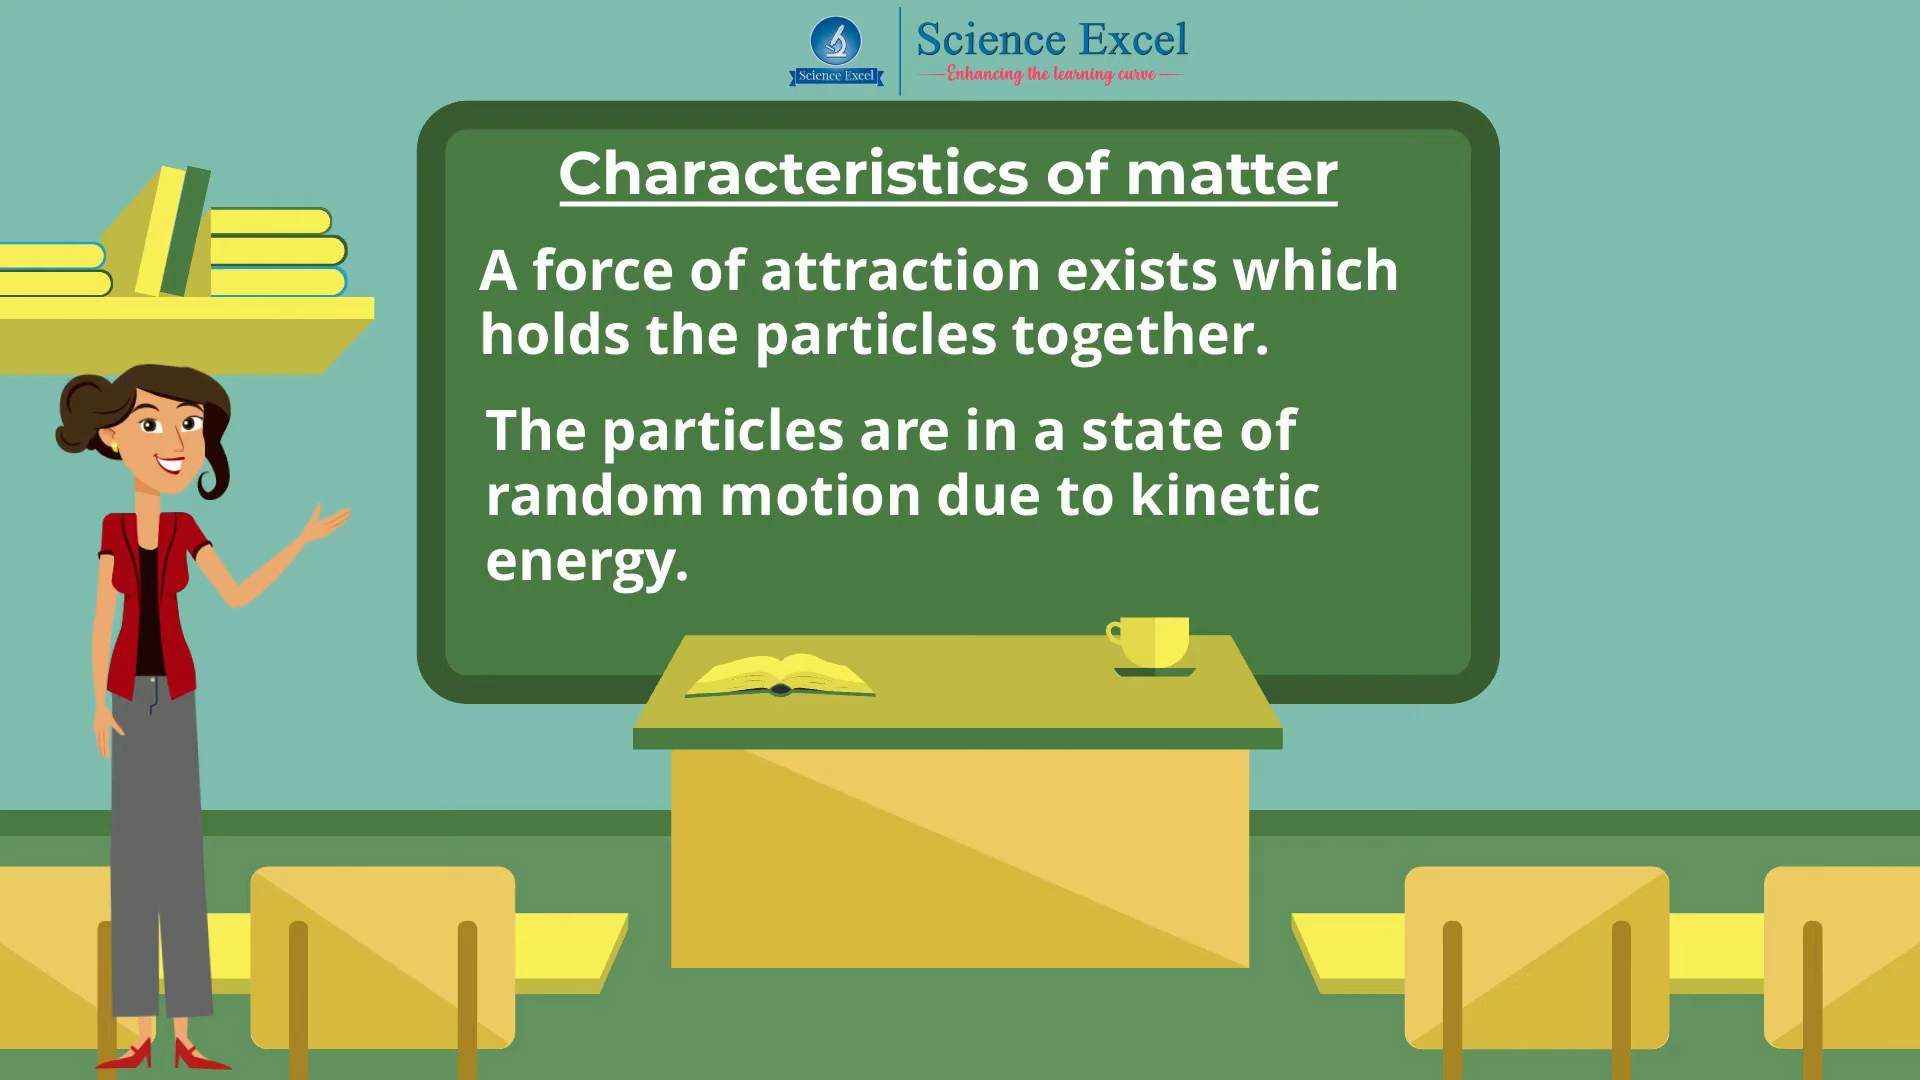 Science Excel
Science Excel
Enhancing the learning curve
Characteristics of matter
A force of attraction exists which
holds the particles together.
The particles are in a state of
random motion due to kinetic
energy.